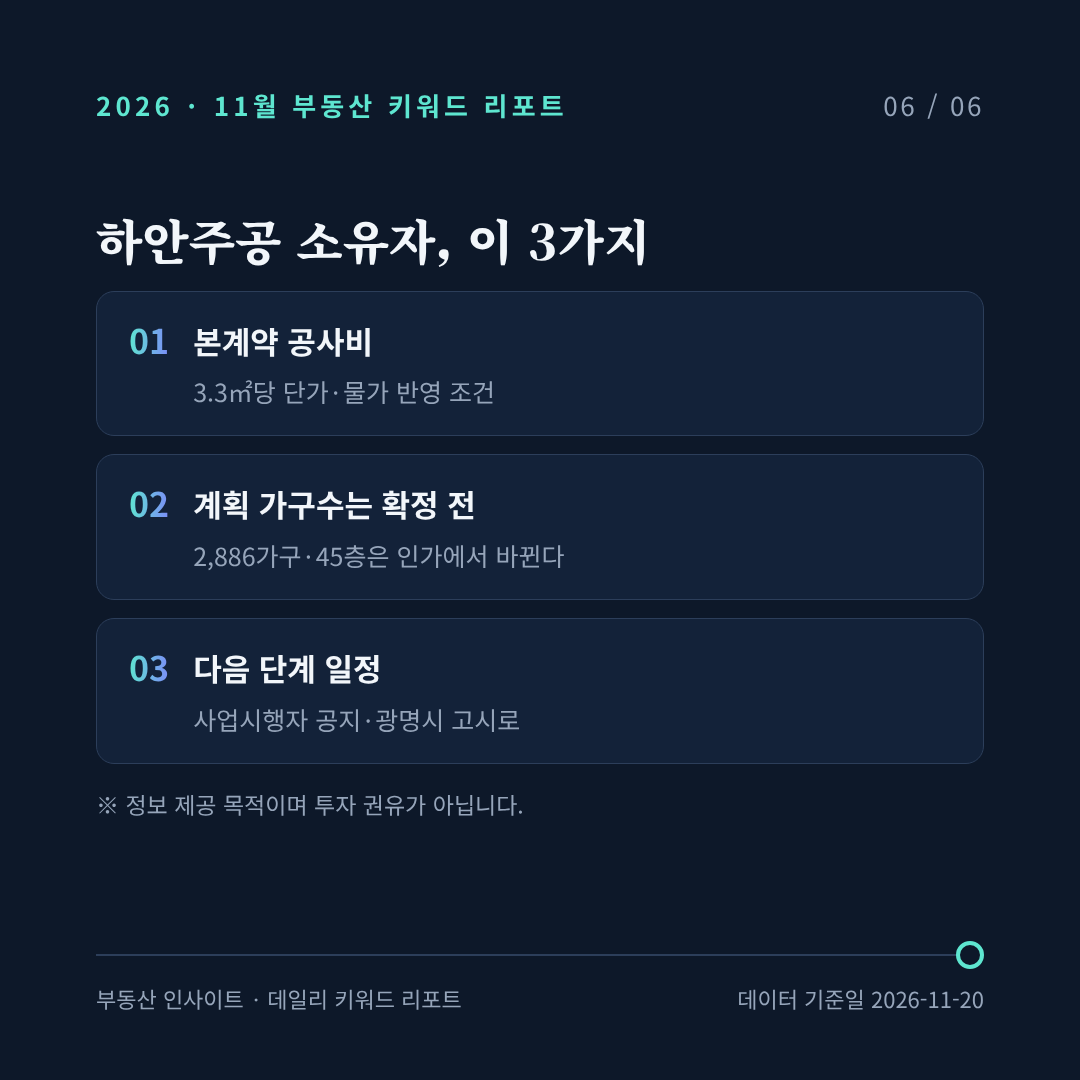 2026 · 11월 부동산 키워드 리포트
06 / 06
하안주공 소유자, 이 3가지
01 본계약 공사비
3.3㎡당 단가·물가 반영 조건
02 계획 가구수는 확정 전
2,886가구·45층은 인가에서 바뀐다
03 다음 단계 일정
사업시행자 공지·광명시 고시로
※ 정보 제공 목적이며 투자 권유가 아닙니다.
부동산 인사이트 · 데일리 키워드 리포트
데이터 기준일 2026-11-20